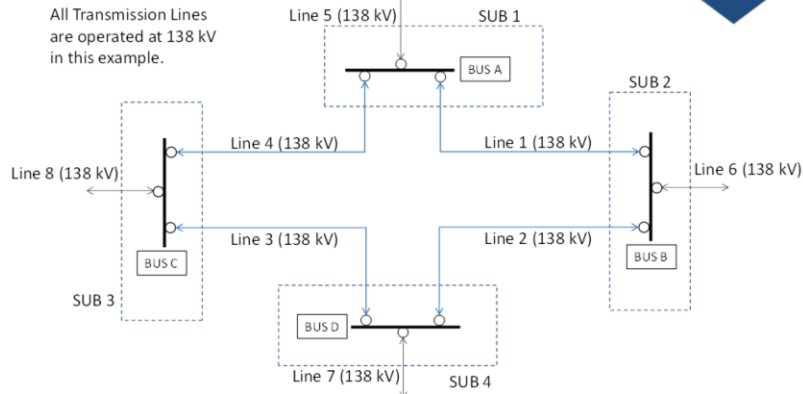 All Transmission Lines
are operated at 138 kV
in this example.
Line 5 (138 kV)
SUB 1
BUS A
SUB 2
Line 4 (138 kV)
Line 1 (138 kV)
Line 8 (138 kV)
Line 6 (138 kV)
Line 3 (138 kV)
Line 2 (138 kV)
BUS C
BUS B
SUB 3
BUS D
Line 7 (138 kV)
SUB 4